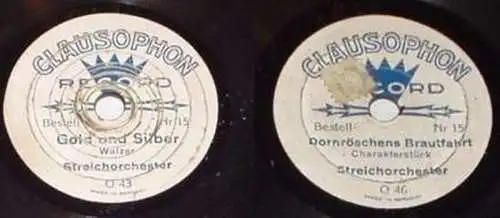 CLAUSOPHON
RECORD
Bestell- Nr 15
Gold und Silber
Walzer
Streichorchester
O 43
CLAUSOPHON
CORD
Bestell- Nr 15
Dornröschens Brautfahrt
Charakterstück
Streichorchester
O 46